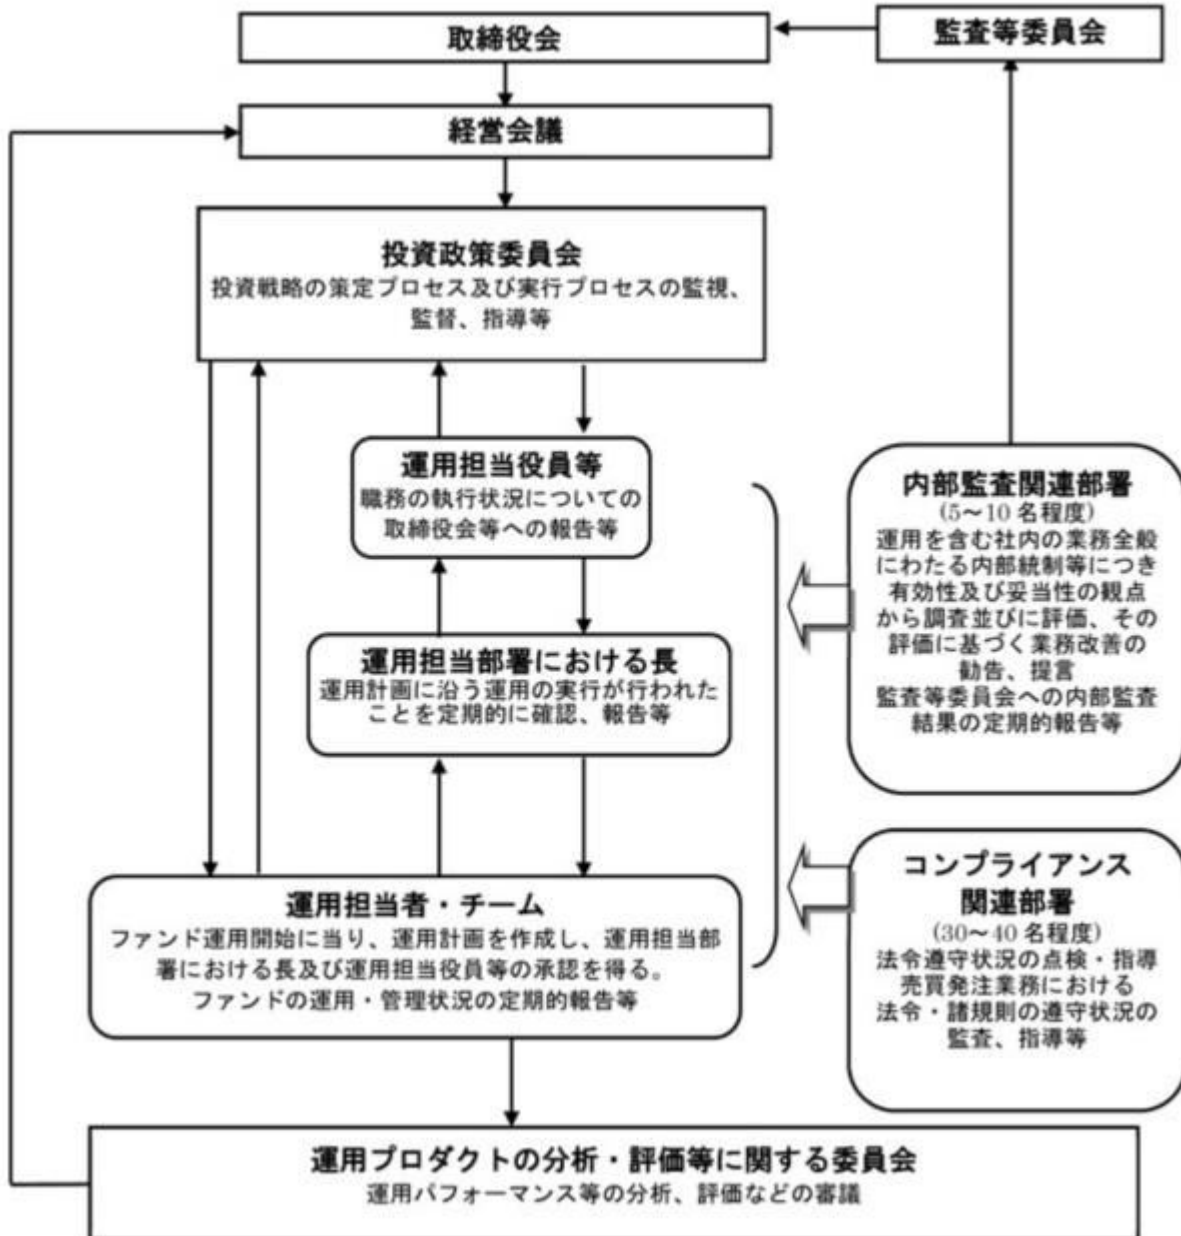 取締役会
監査等委員会
経営会議
投資政策委員会
投資戦略の策定プロセス及び実行プロセスの監視、
監督、指導等
運用担当役員等
職務の執行状況についての
取締役会等への報告等
運用担当部署における長
運用計画に沿う運用の実行が行われた
ことを定期的に確認、報告等
運用担当者・チーム
ファンド運用開始に当り、運用計画を作成し、運用担当部
署における長及び運用担当役員等の承認を得る。
ファンドの運用・管理状況の定期的報告等
内部監査関連部署
(5～10 名程度)
運用を含む社内の業務全般
にわたる内部統制等につき
有効性及び妥当性の観点
から調査並びに評価、その
評価に基づく業務改善の
勧告、提言
監査等委員会への内部監査
結果の定期的報告等
コンプライアンス
関連部署
(30～40 名程度)
法令遵守状況の点検・指導
売買発注業務における
法令・諸規則の遵守状況の
監査、指導等
運用プロダクトの分析・評価等に関する委員会
運用パフォーマンス等の分析、評価などの審議